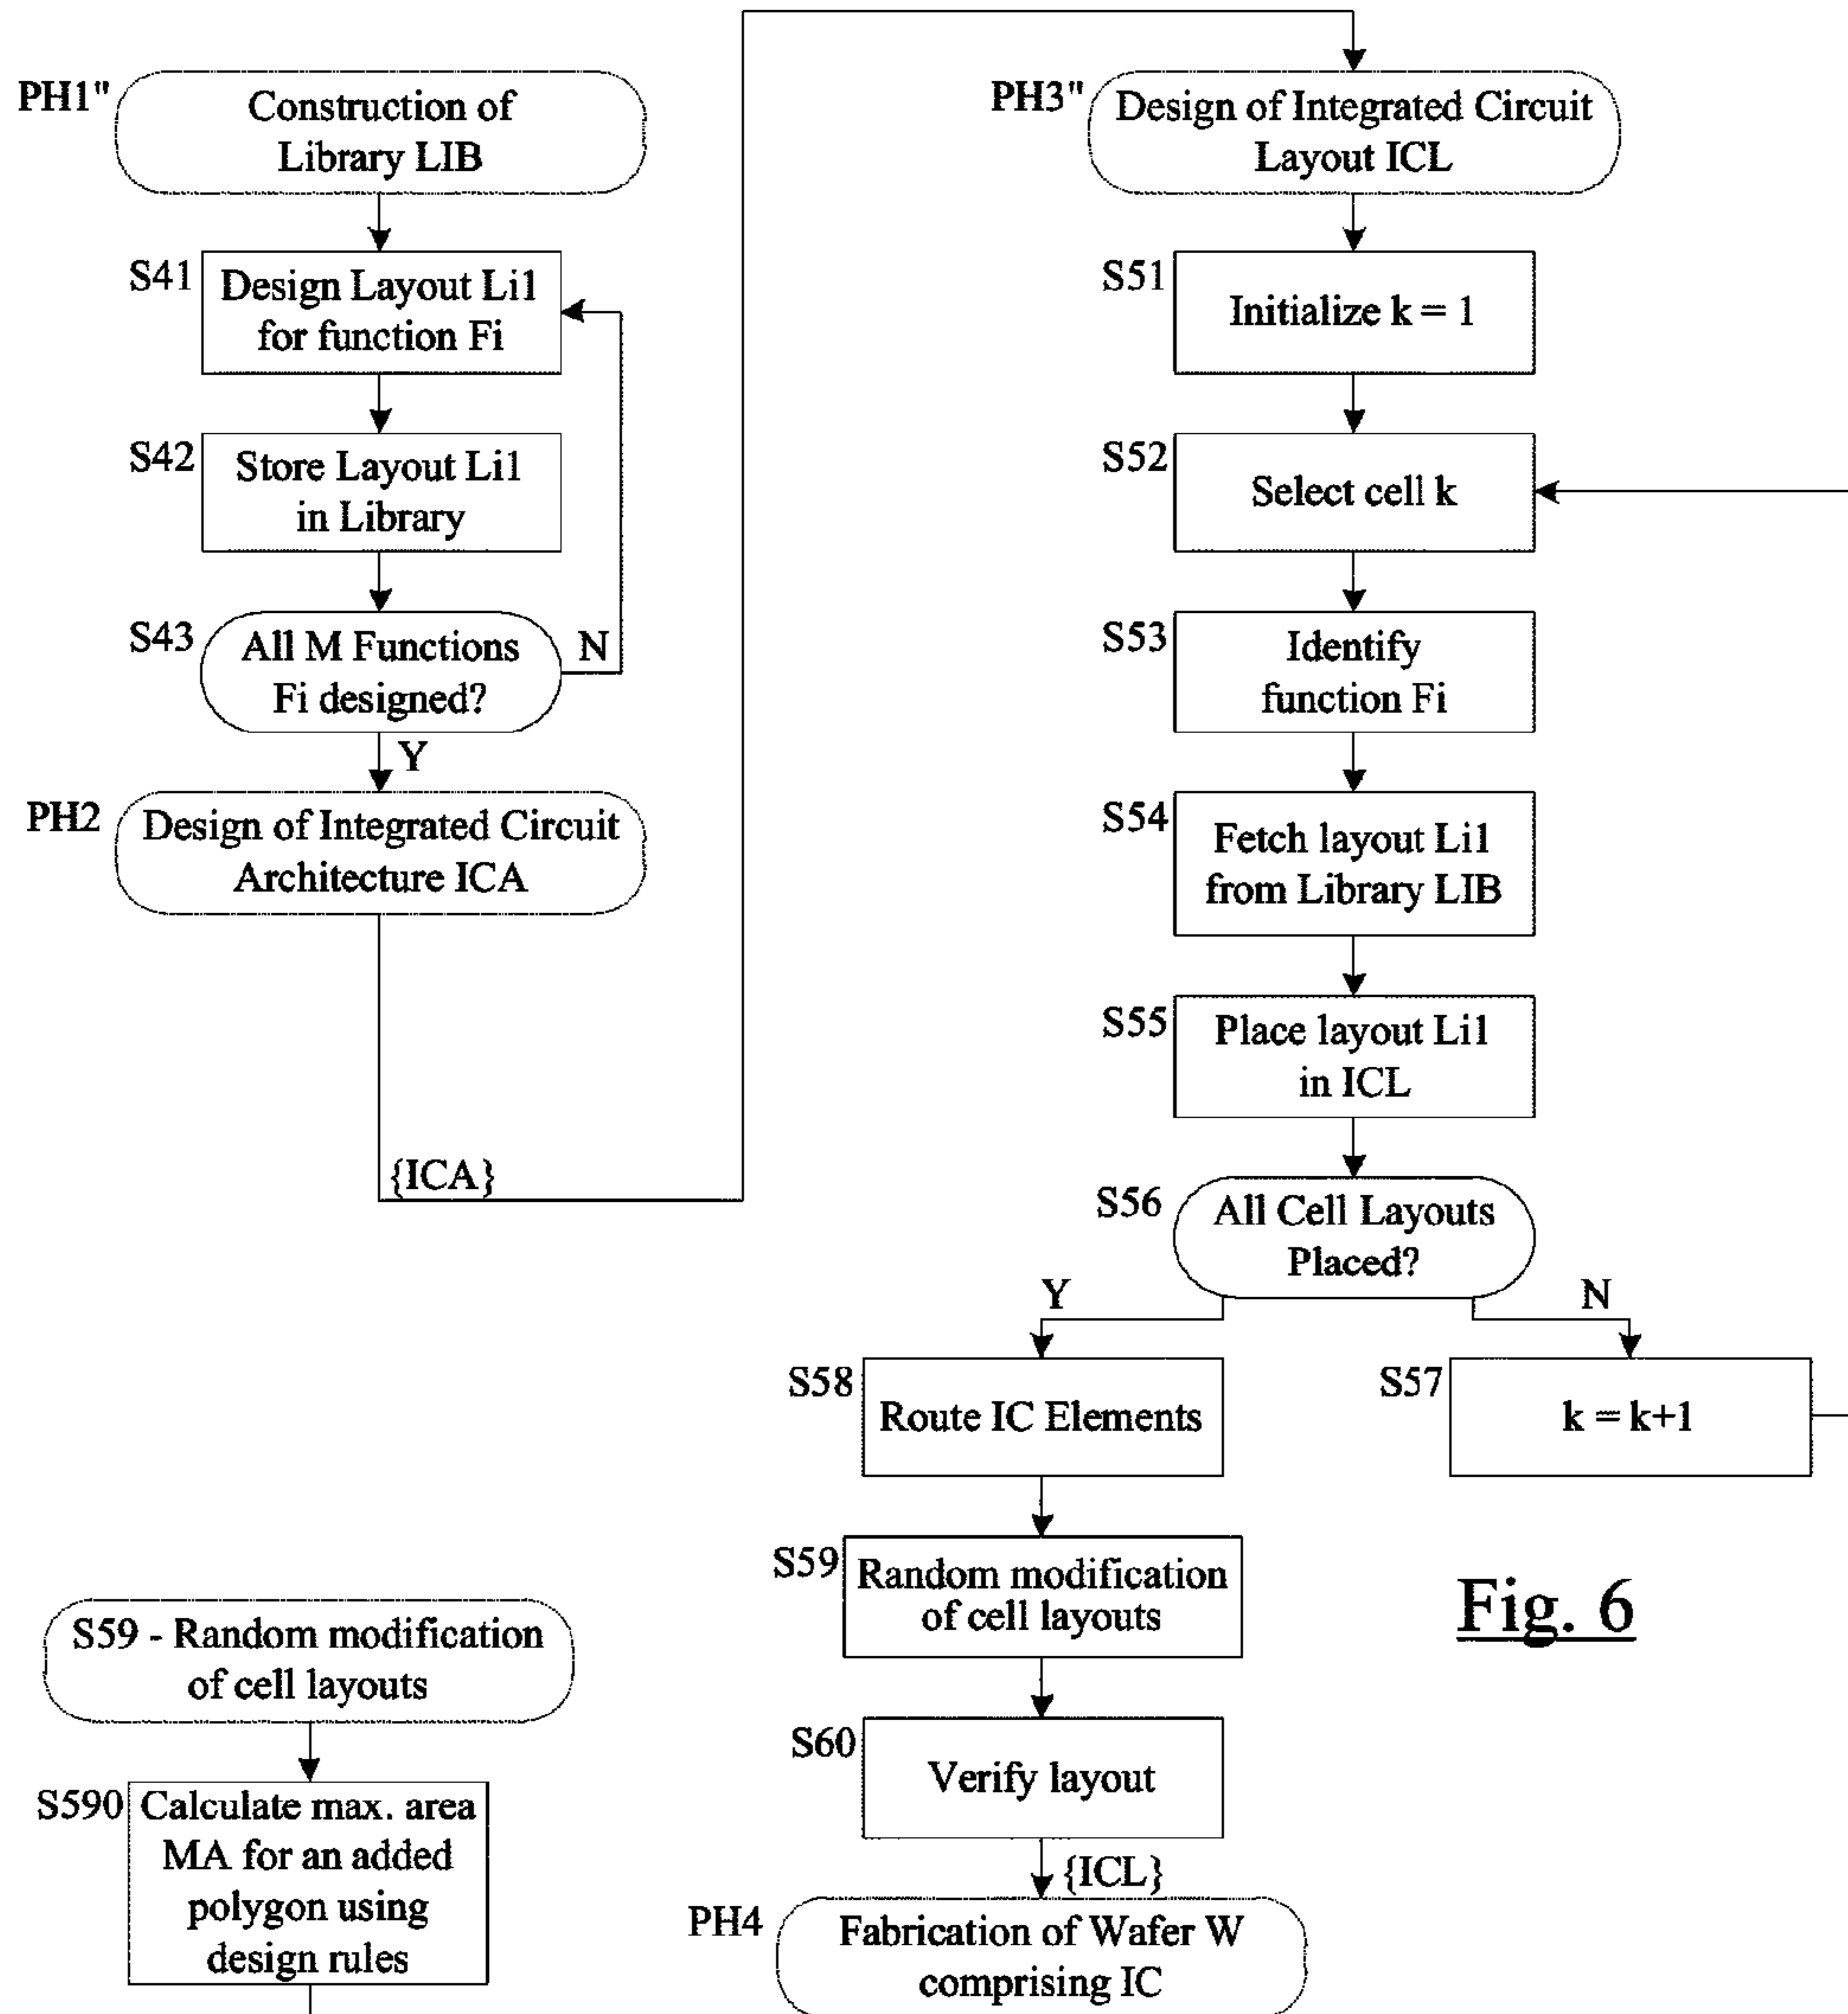 PH1"
Construction of
Library LIB
S41
Design Layout Li1
for function Fi
S42
Store Layout Li1
in Library
S43
All M Functions
Fi designed?
N
Y
PH2
Design of Integrated Circuit
Architecture ICA
{ICA}
PH3"
Design of Integrated Circuit
Layout ICL
S51
Initialize k = 1
S52
Select cell k
S53
Identify
function Fi
S54
Fetch layout Li1
from Library LIB
S55
Place layout Li1
in ICL
S56
All Cell Layouts
Placed?
Y
N
S58
Route IC Elements
S57
k = k+1
S59
Random modification
of cell layouts
S60
Verify layout
{ICL}
PH4
Fabrication of Wafer W
comprising IC
S59 - Random modification
of cell layouts
S590
Calculate max. area
MA for an added
polygon using
design rules
Fig. 6